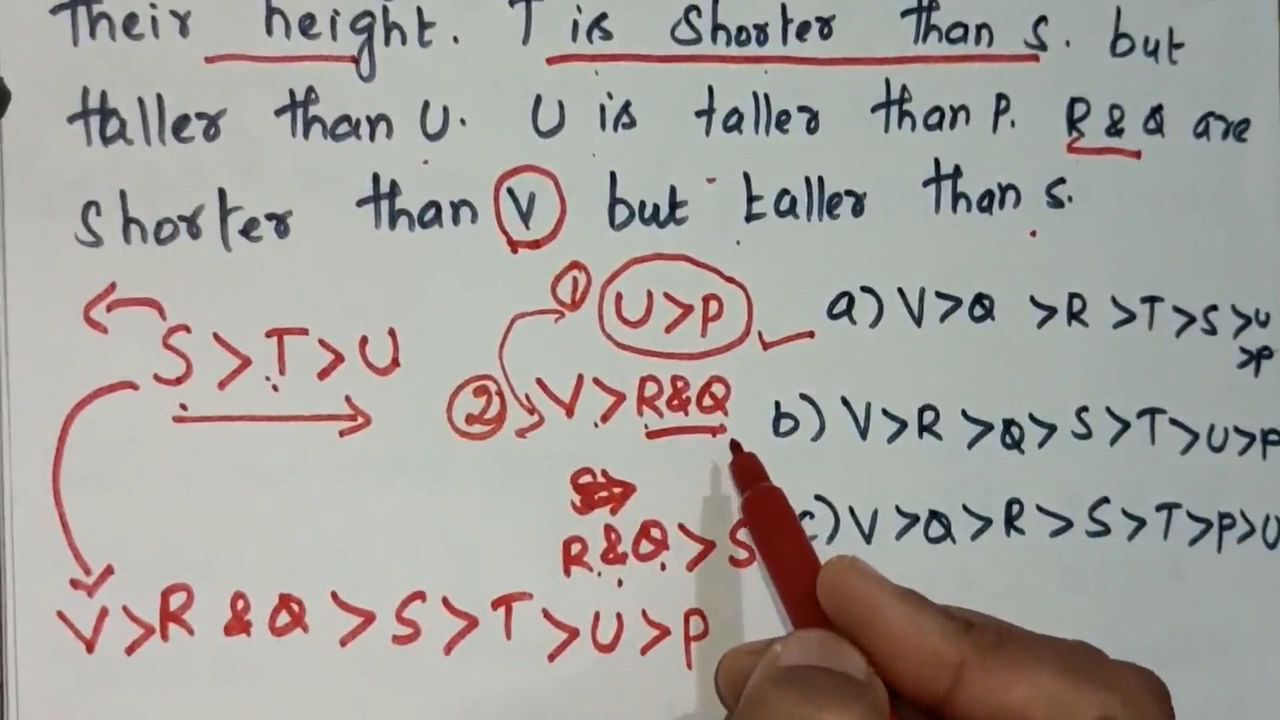 Their height. T is shorter than S. but
taller than U. U is taller than P. R & Q are
shorter than V but taller than S.
① U>P
a) V>Q >R >T>S>U
>P
S>T>U
② V>R&Q
b) V>R >Q> S>T>U>P
R&Q>S
c) V>Q>R>S>T>P>U
V>R & Q>S>T>U>P